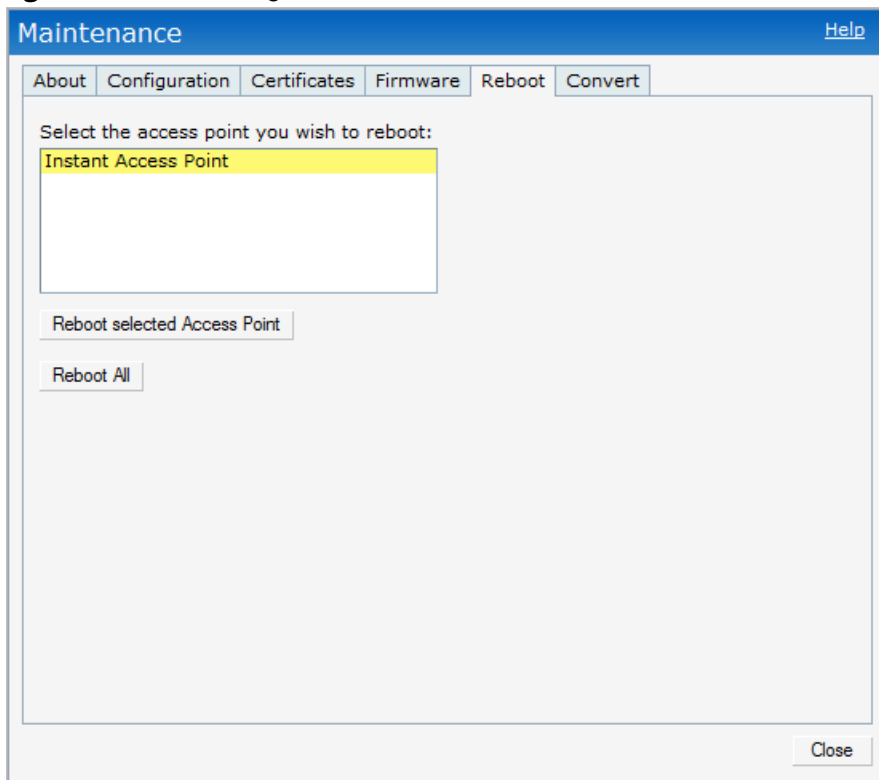 Maintenance Help
About Configuration Certificates Firmware Reboot Convert
Select the access point you wish to reboot:
Instant Access Point
Reboot selected Access Point
Reboot All
Close